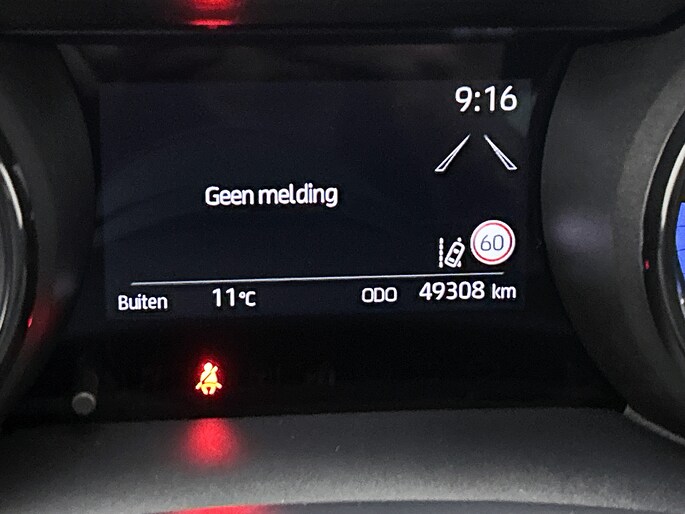 9:16
Geen melding
60
Buiten 11°C ODO 49308 km